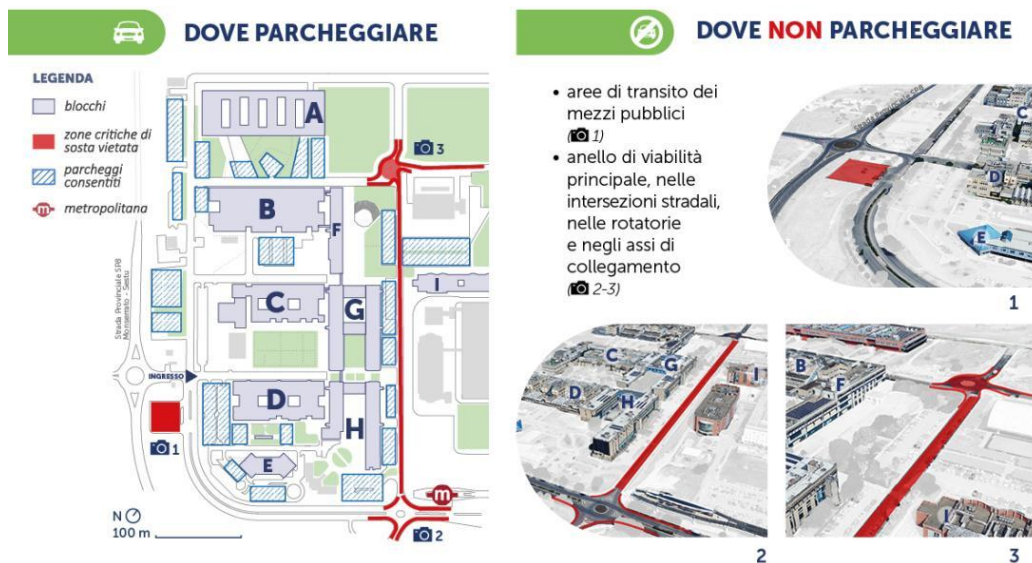 DOVE PARCHEGGIARE
LEGENDA
blocchi
zone critiche di
sosta vietata
parcheggi
consentiti
m metropolitana
A
3
B
F
I
C
G
Strada Provinciale SP8
Monserrato - Sestu
INGRESSO
D
H
1
E
m
N
100 m
2
DOVE NON PARCHEGGIARE
• aree di transito dei
mezzi pubblici
(1)
• anello di viabilità
principale, nelle
intersezioni stradali,
nelle rotatorie
e negli assi di
collegamento
(2-3)
C
D
E
1
C
G
I
D
H
2
B
F
I
3